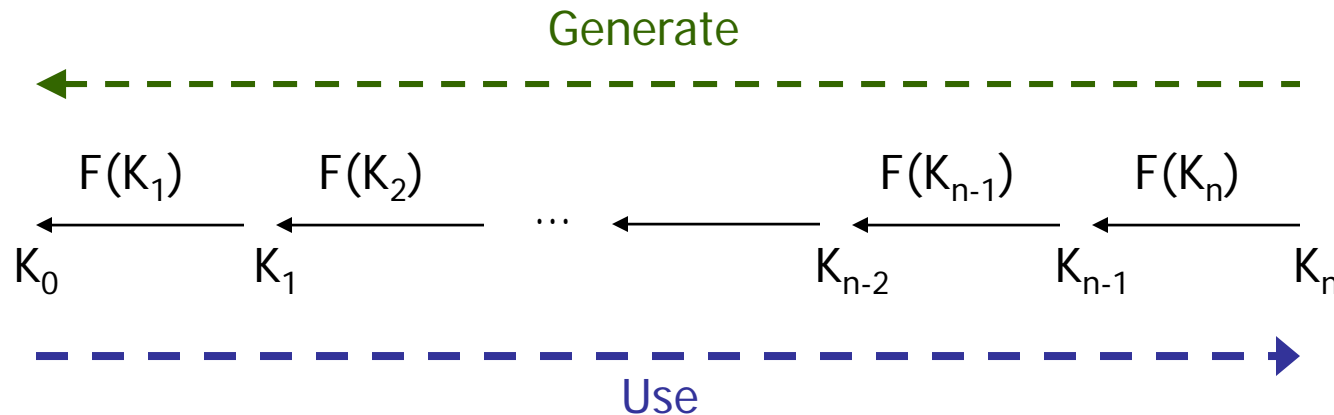 Generate
F(K₁) F(K₂) F(Kₙ₋₁) F(Kₙ)
...
K₀ K₁ Kₙ₋₂ Kₙ₋₁ Kₙ
Use